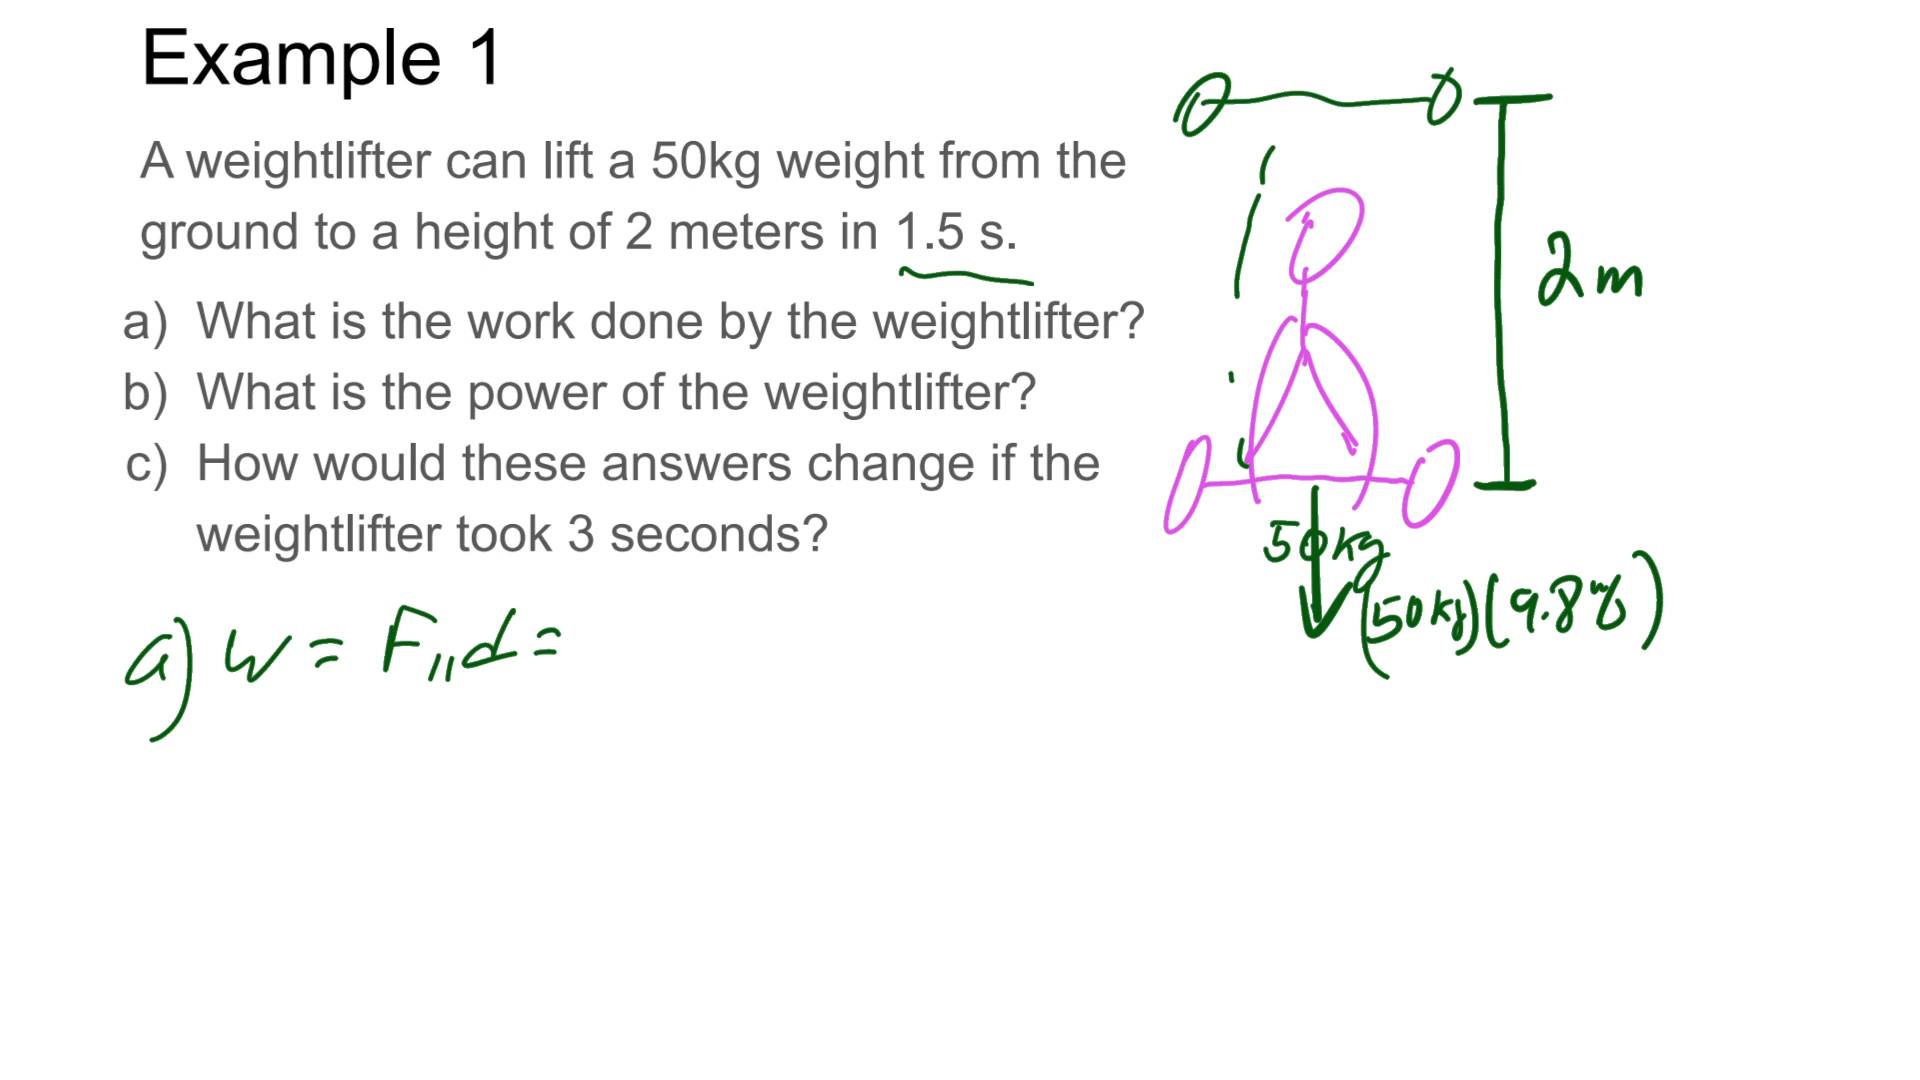 Example 1
A weightlifter can lift a 50kg weight from the
ground to a height of 2 meters in 1.5 s.
a) What is the work done by the weightlifter?
b) What is the power of the weightlifter?
c) How would these answers change if the
weightlifter took 3 seconds?
2m
50kg
(50kg)(9.8 m/s²)
a) W = F∥d =